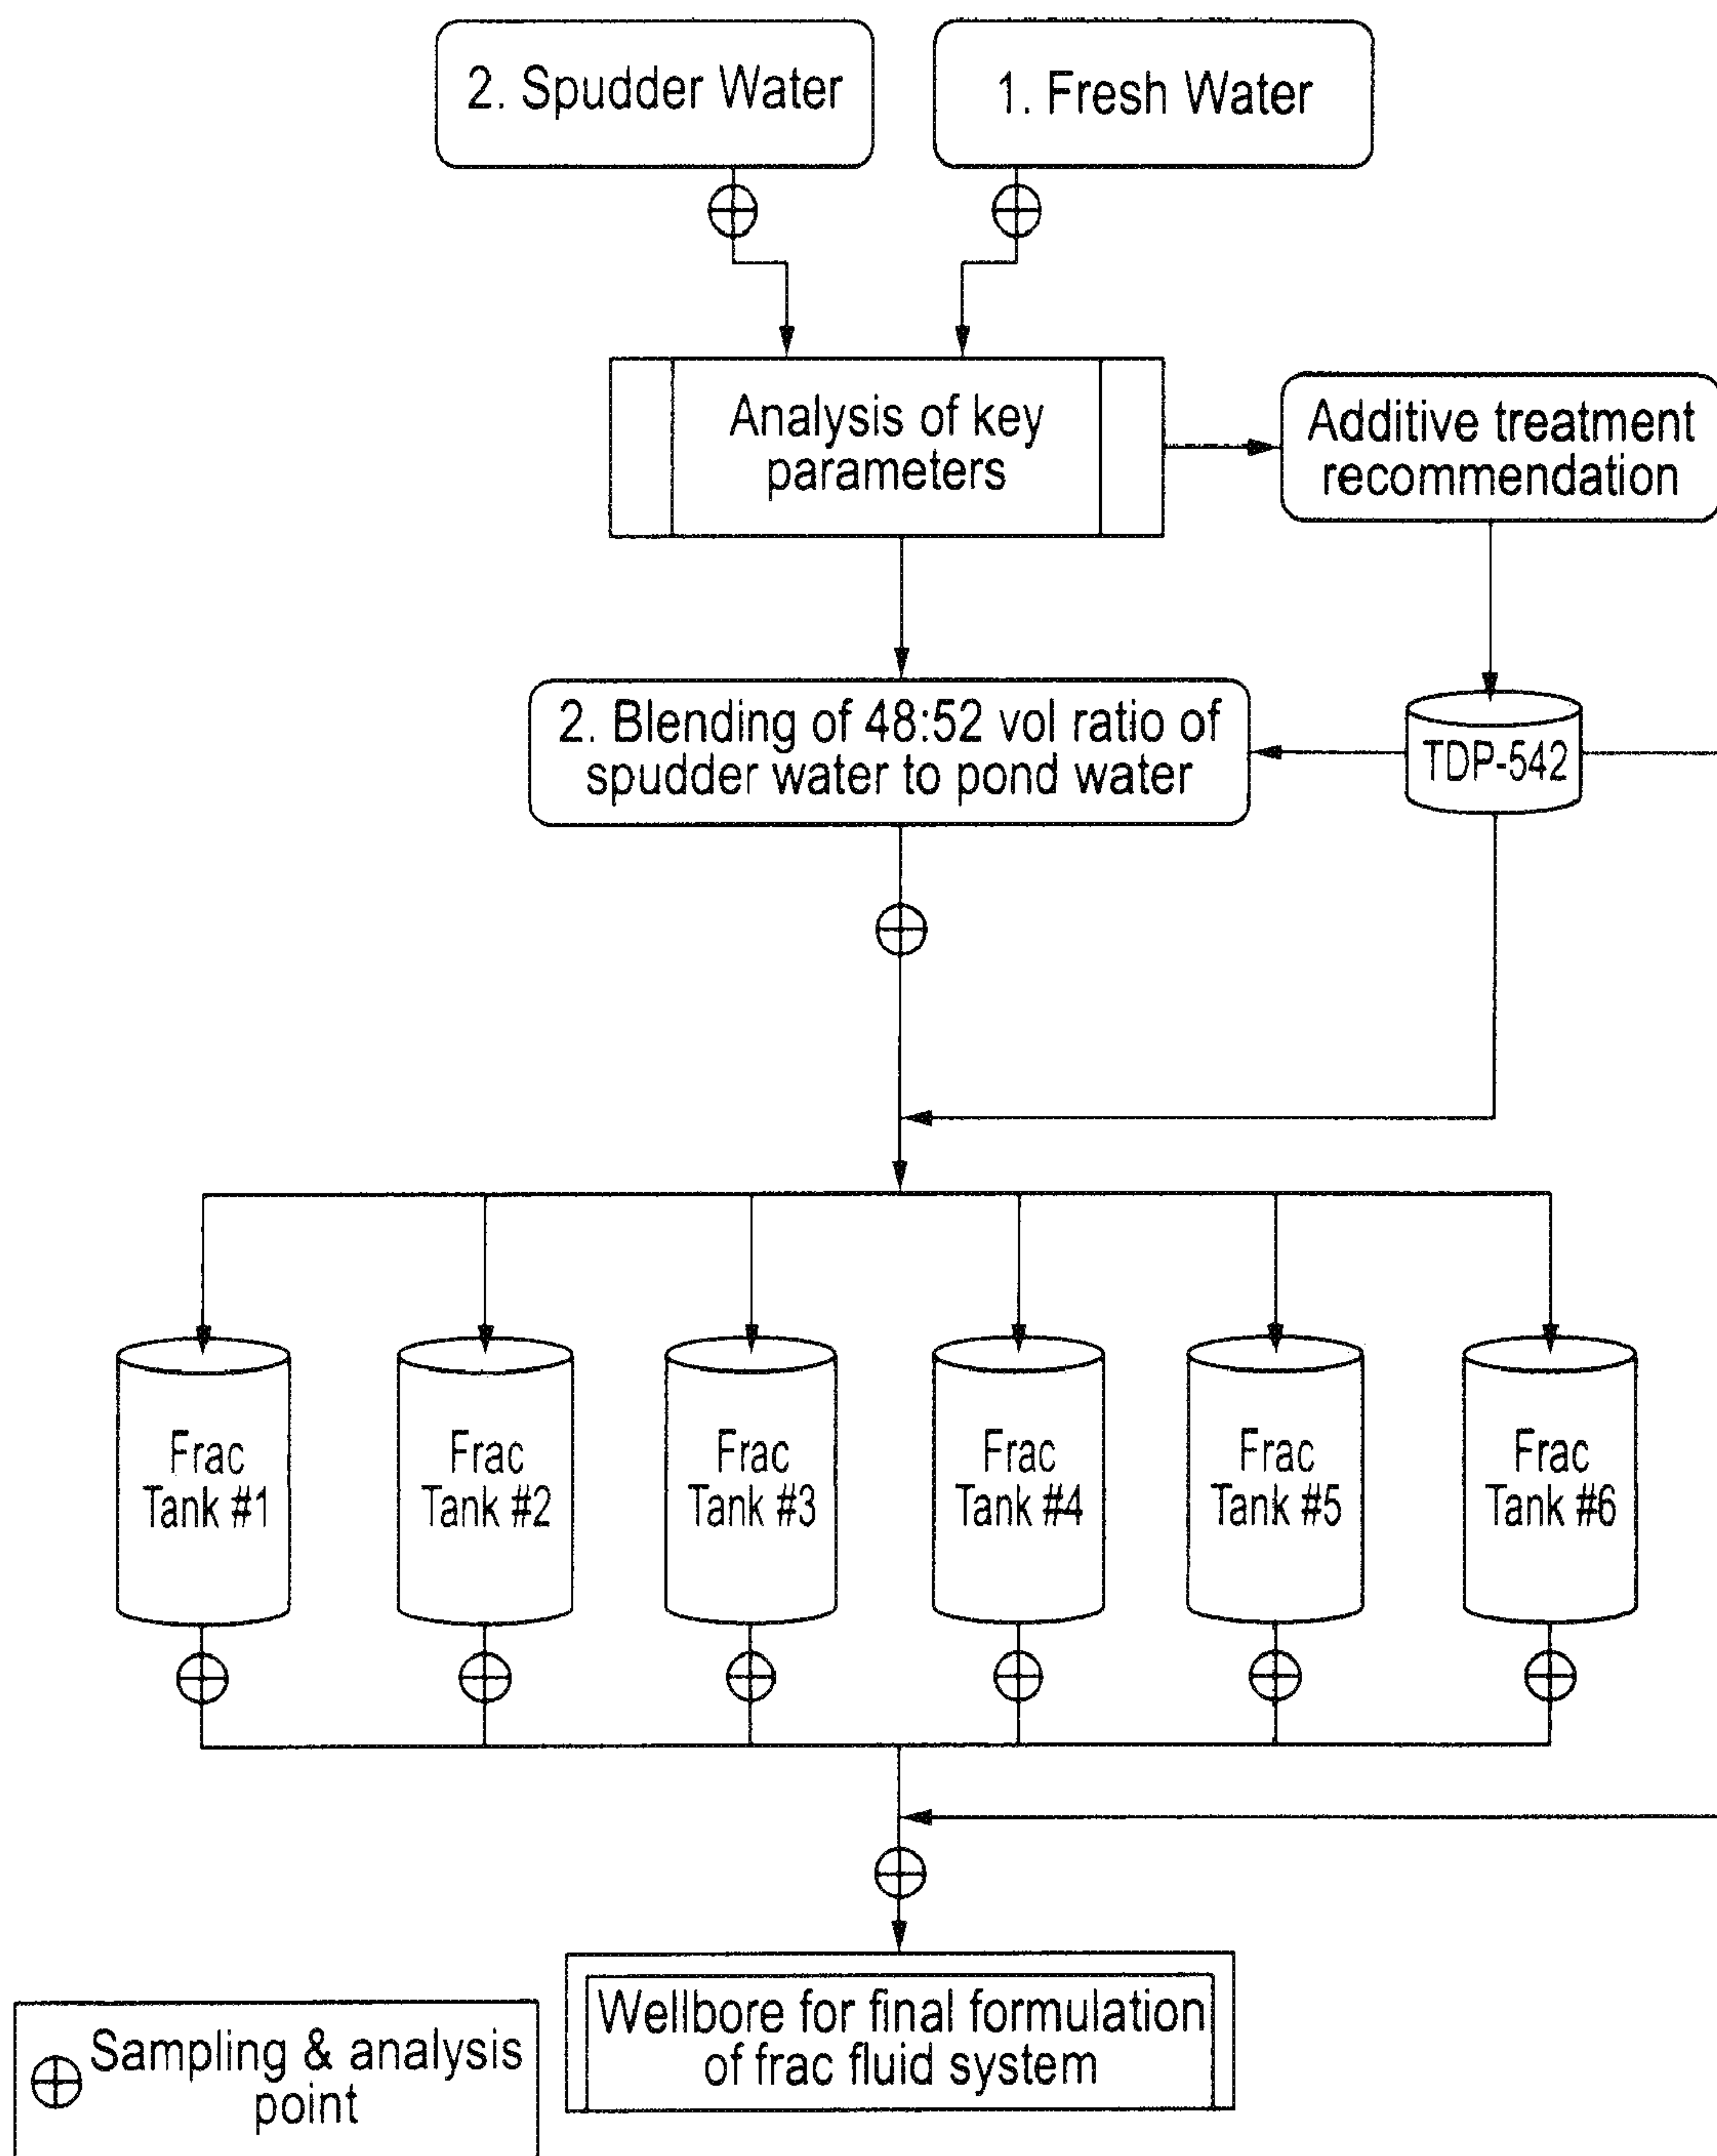 2. Spudder Water
1. Fresh Water
Analysis of key
parameters
Additive treatment
recommendation
2. Blending of 48:52 vol ratio of
spudder water to pond water
TDP-542
Frac
Tank #1
Frac
Tank #2
Frac
Tank #3
Frac
Tank #4
Frac
Tank #5
Frac
Tank #6
Wellbore for final formulation
of frac fluid system
Sampling & analysis
point